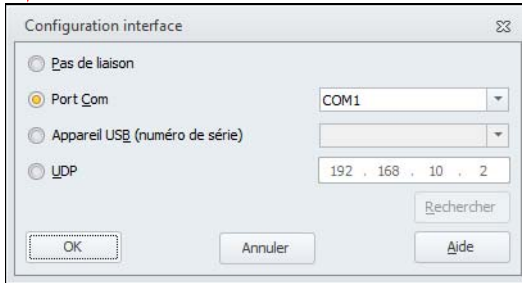 Configuration interface
Pas de liaison
Port Com COM1
Appareil USB (numéro de série)
UDP 192 . 168 . 10 . 2
Rechercher
OK Annuler Aide